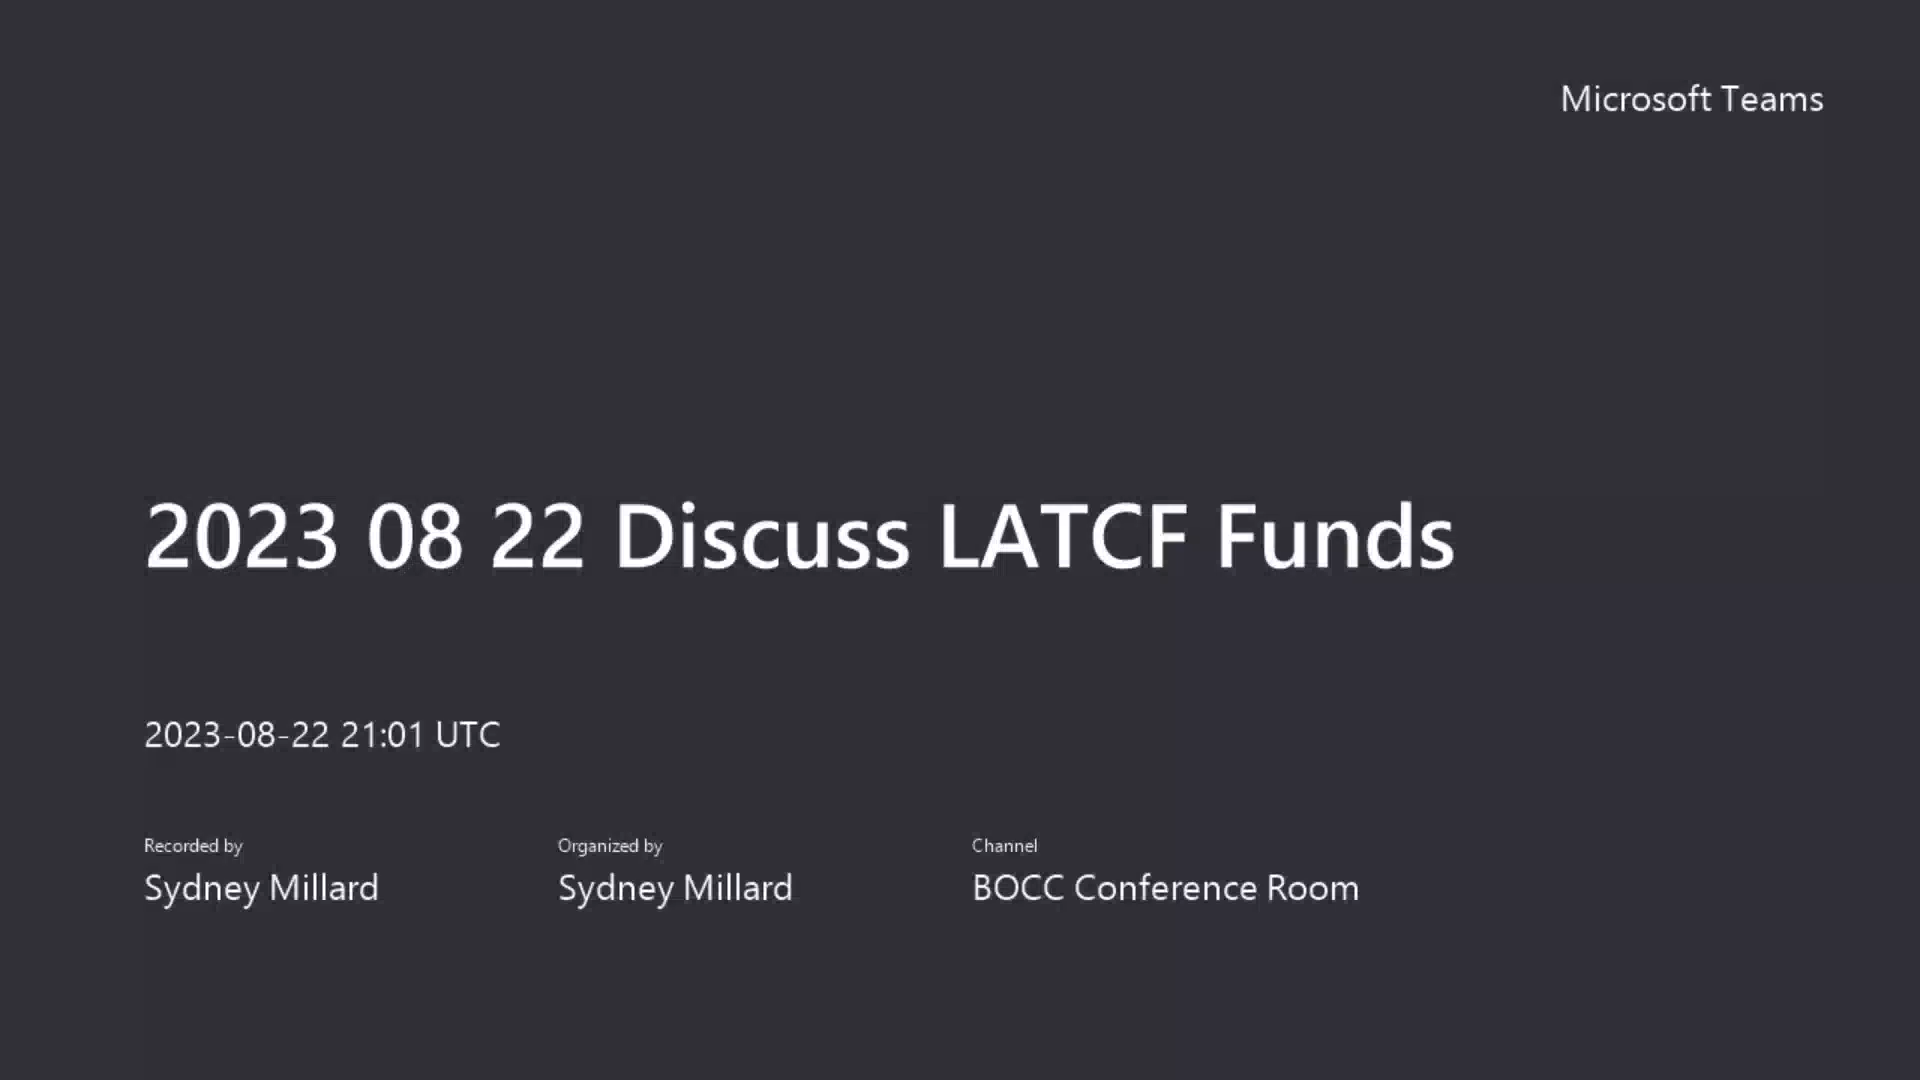 Microsoft Teams
2023 08 22 Discuss LATCF Funds
2023-08-22 21:01 UTC
Recorded by
Sydney Millard
Organized by
Sydney Millard
Channel
BOCC Conference Room